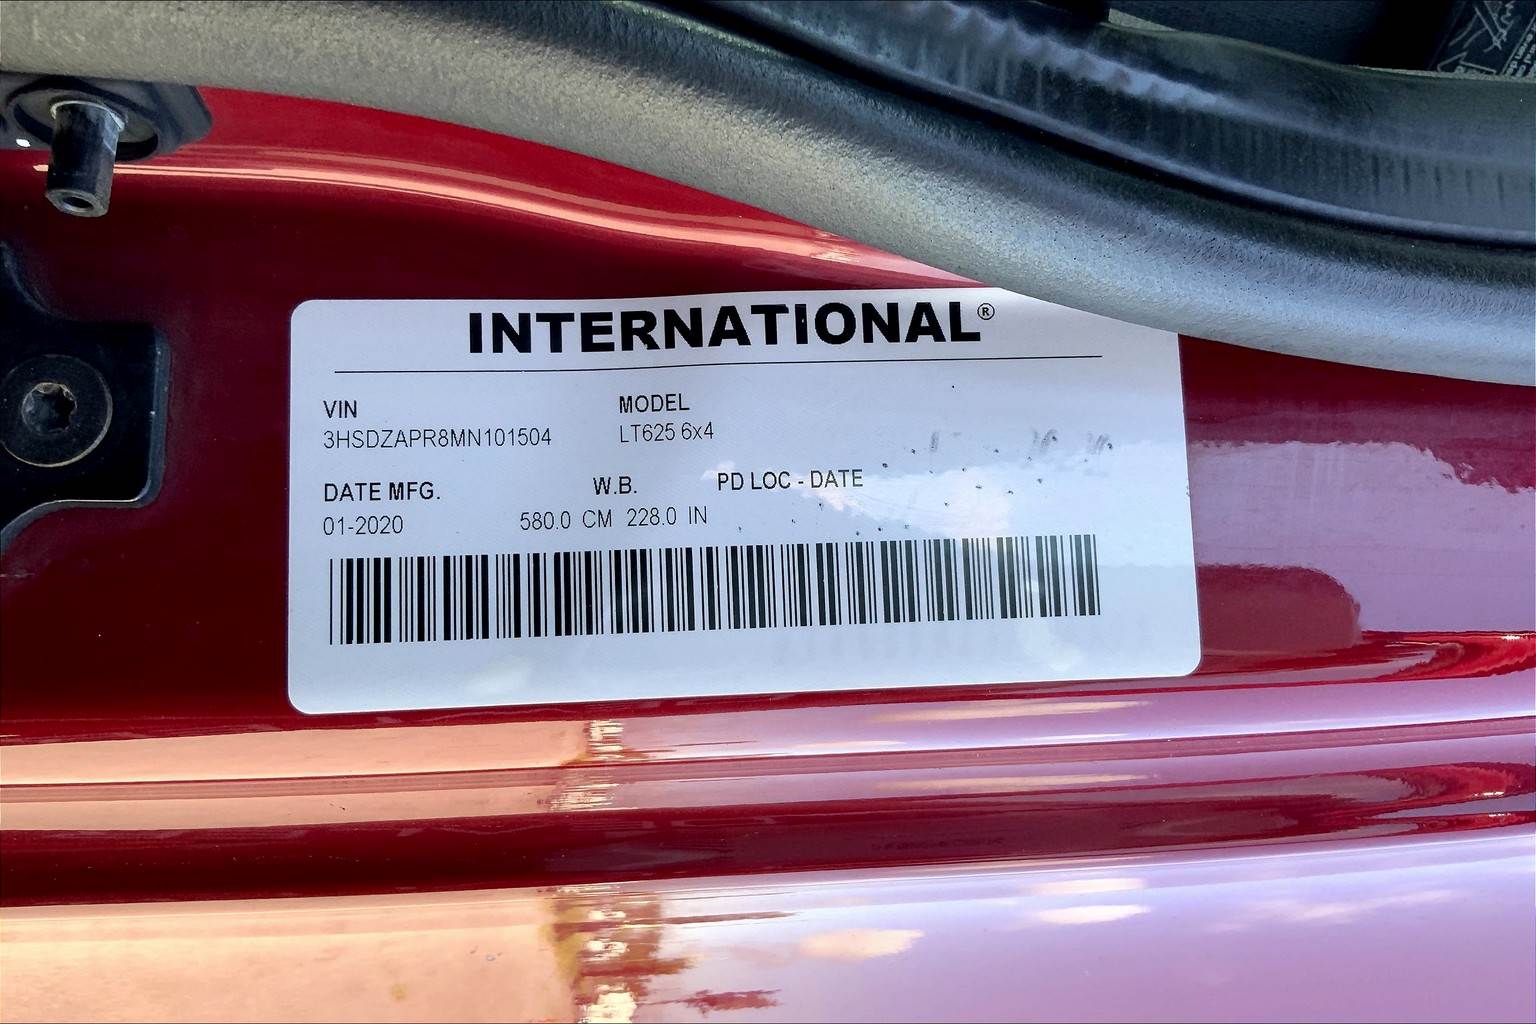 INTERNATIONAL®
VIN MODEL
3HSDZAPR8MN101504 LT625 6x4
DATE MFG. W.B. PD LOC - DATE
01-2020 580.0 CM 228.0 IN